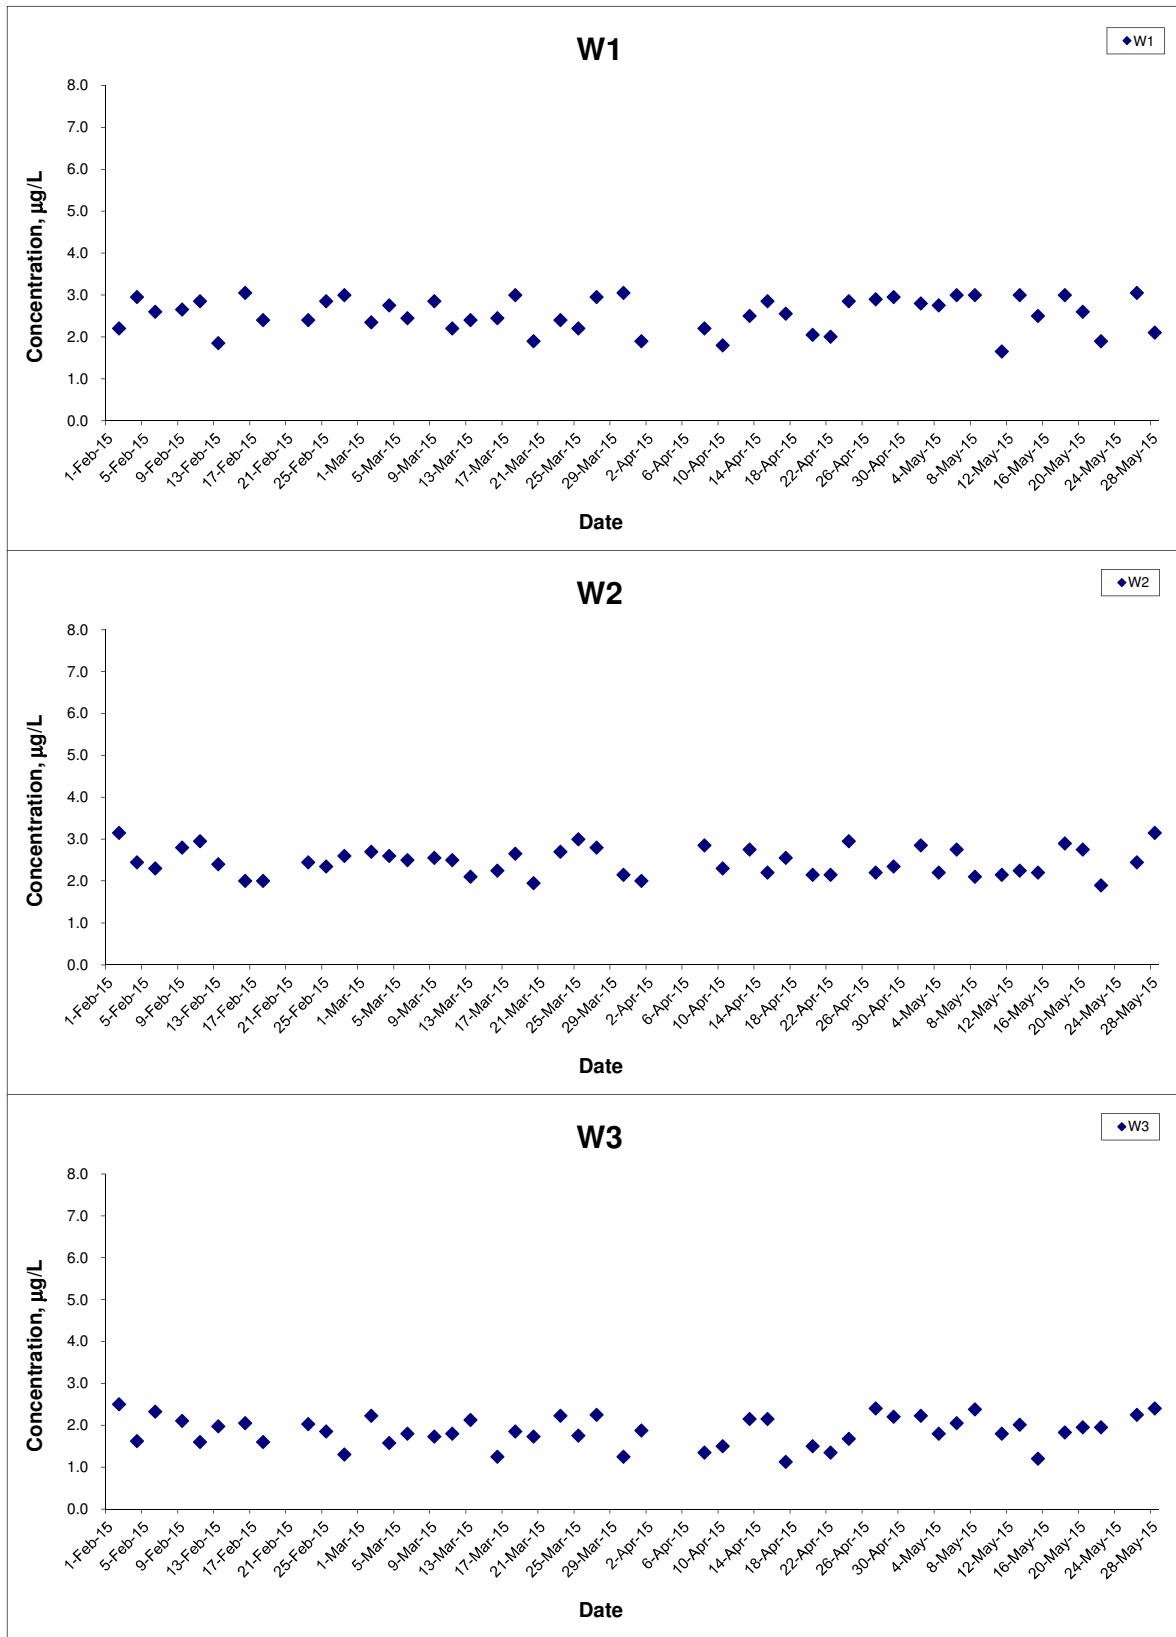 W1
W1
Concentration, µg/L
8.0
7.0
6.0
5.0
4.0
3.0
2.0
1.0
0.0
1-Feb-15
5-Feb-15
9-Feb-15
13-Feb-15
17-Feb-15
21-Feb-15
25-Feb-15
1-Mar-15
5-Mar-15
9-Mar-15
13-Mar-15
17-Mar-15
21-Mar-15
25-Mar-15
29-Mar-15
2-Apr-15
6-Apr-15
10-Apr-15
14-Apr-15
18-Apr-15
22-Apr-15
26-Apr-15
30-Apr-15
4-May-15
8-May-15
12-May-15
16-May-15
20-May-15
24-May-15
28-May-15
Date
W2
W2
Concentration, µg/L
8.0
7.0
6.0
5.0
4.0
3.0
2.0
1.0
0.0
1-Feb-15
5-Feb-15
9-Feb-15
13-Feb-15
17-Feb-15
21-Feb-15
25-Feb-15
1-Mar-15
5-Mar-15
9-Mar-15
13-Mar-15
17-Mar-15
21-Mar-15
25-Mar-15
29-Mar-15
2-Apr-15
6-Apr-15
10-Apr-15
14-Apr-15
18-Apr-15
22-Apr-15
26-Apr-15
30-Apr-15
4-May-15
8-May-15
12-May-15
16-May-15
20-May-15
24-May-15
28-May-15
Date
W3
W3
Concentration, µg/L
8.0
7.0
6.0
5.0
4.0
3.0
2.0
1.0
0.0
1-Feb-15
5-Feb-15
9-Feb-15
13-Feb-15
17-Feb-15
21-Feb-15
25-Feb-15
1-Mar-15
5-Mar-15
9-Mar-15
13-Mar-15
17-Mar-15
21-Mar-15
25-Mar-15
29-Mar-15
2-Apr-15
6-Apr-15
10-Apr-15
14-Apr-15
18-Apr-15
22-Apr-15
26-Apr-15
30-Apr-15
4-May-15
8-May-15
12-May-15
16-May-15
20-May-15
24-May-15
28-May-15
Date